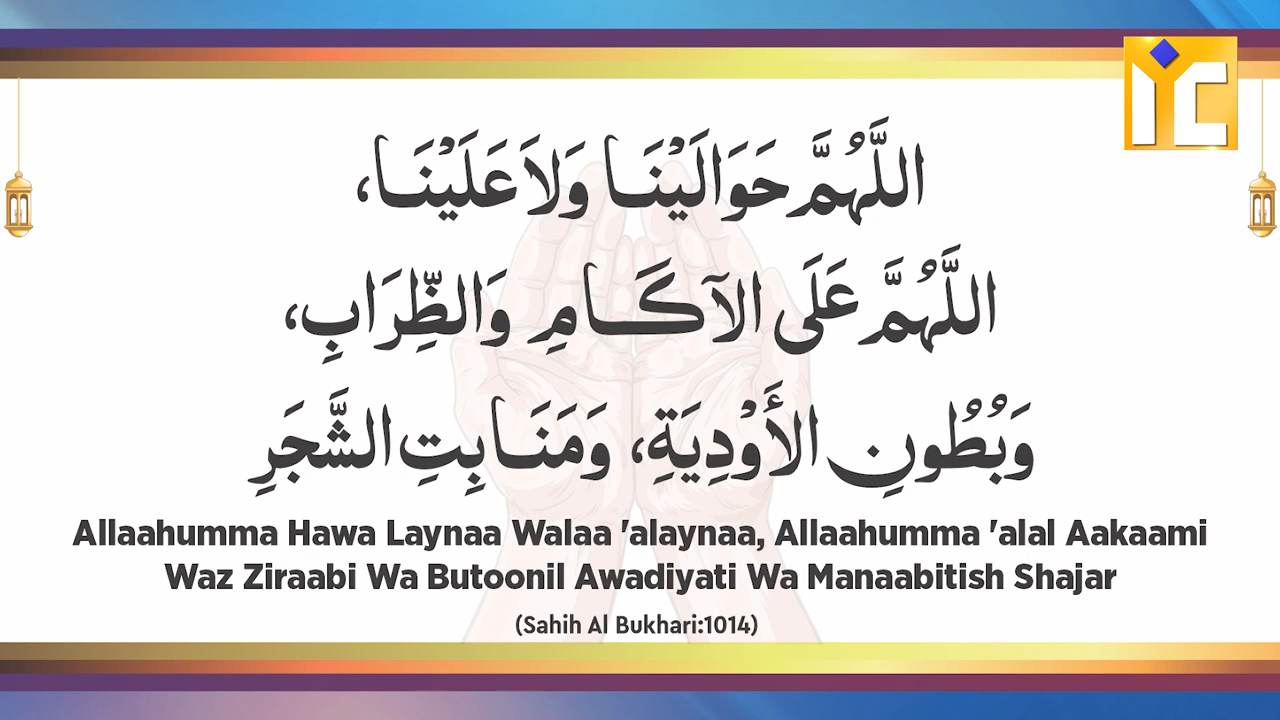 اللَّهُمَّ حَوَالَيْنَا وَلاَ عَلَيْنَا،
اللَّهُمَّ عَلَى الآكَامِ وَالظِّرَابِ،
وَبُطُونِ الأَوْدِيَةِ، وَمَنَابِتِ الشَّجَرِ
Allaahumma Hawa Laynaa Walaa 'alaynaa, Allaahumma 'alal Aakaami
Waz Ziraabi Wa Butoonil Awadiyati Wa Manaabitish Shajar
(Sahih Al Bukhari:1014)